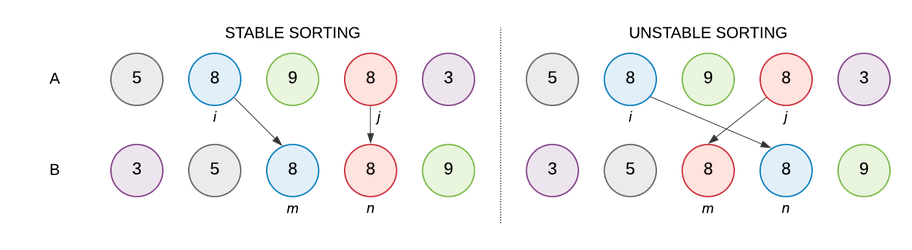 STABLE SORTING UNSTABLE SORTING
A 5 8 9 8 3 5 8 9 8 3
i j i j
B 3 5 8 8 9 3 5 8 8 9
m n m n